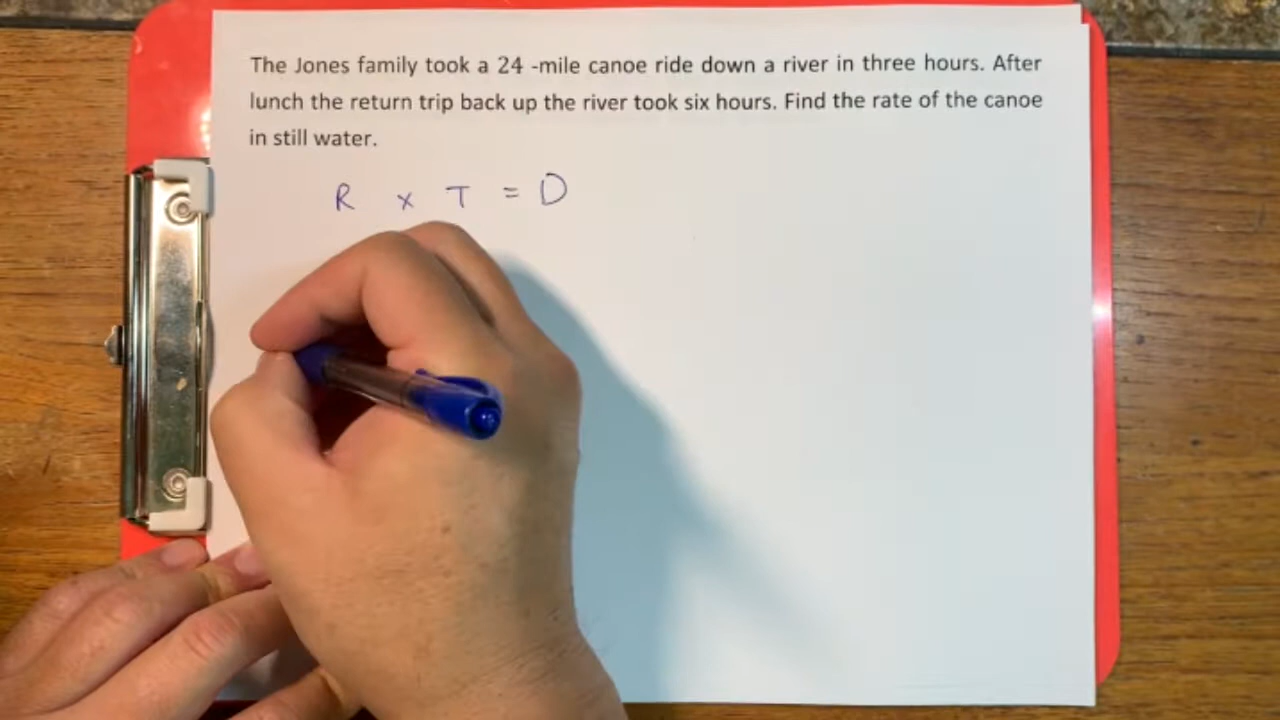 The Jones family took a 24 -mile canoe ride down a river in three hours. After
lunch the return trip back up the river took six hours. Find the rate of the canoe
in still water.
R x T = D